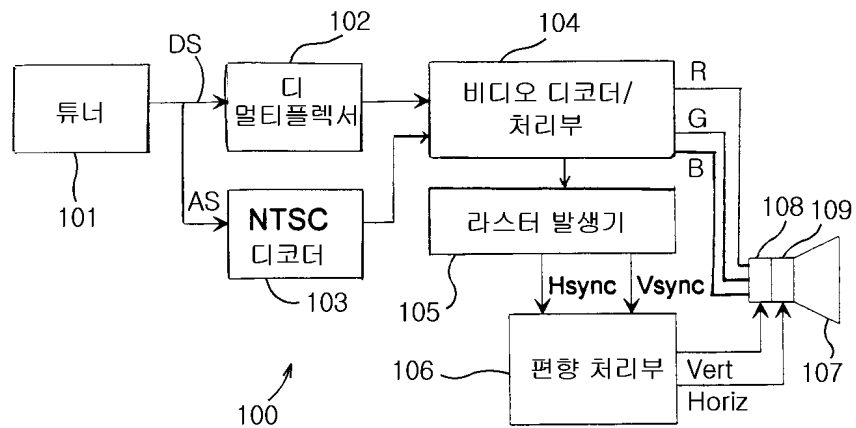 DS
102
104
튜너
디
멀티플렉서
비디오 디코더/
처리부
R
G
B
101
AS
NTSC
디코더
103
라스터 발생기
105
108
109
Hsync
Vsync
107
106
편향 처리부
Vert
Horiz
100